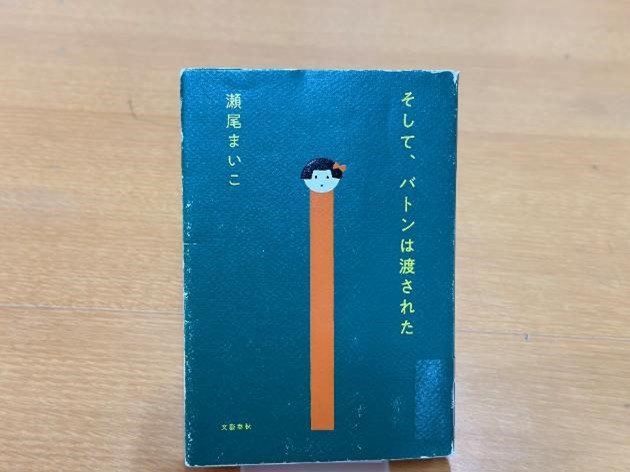 そして、バトンは渡された
瀬尾まいこ
文藝春秋